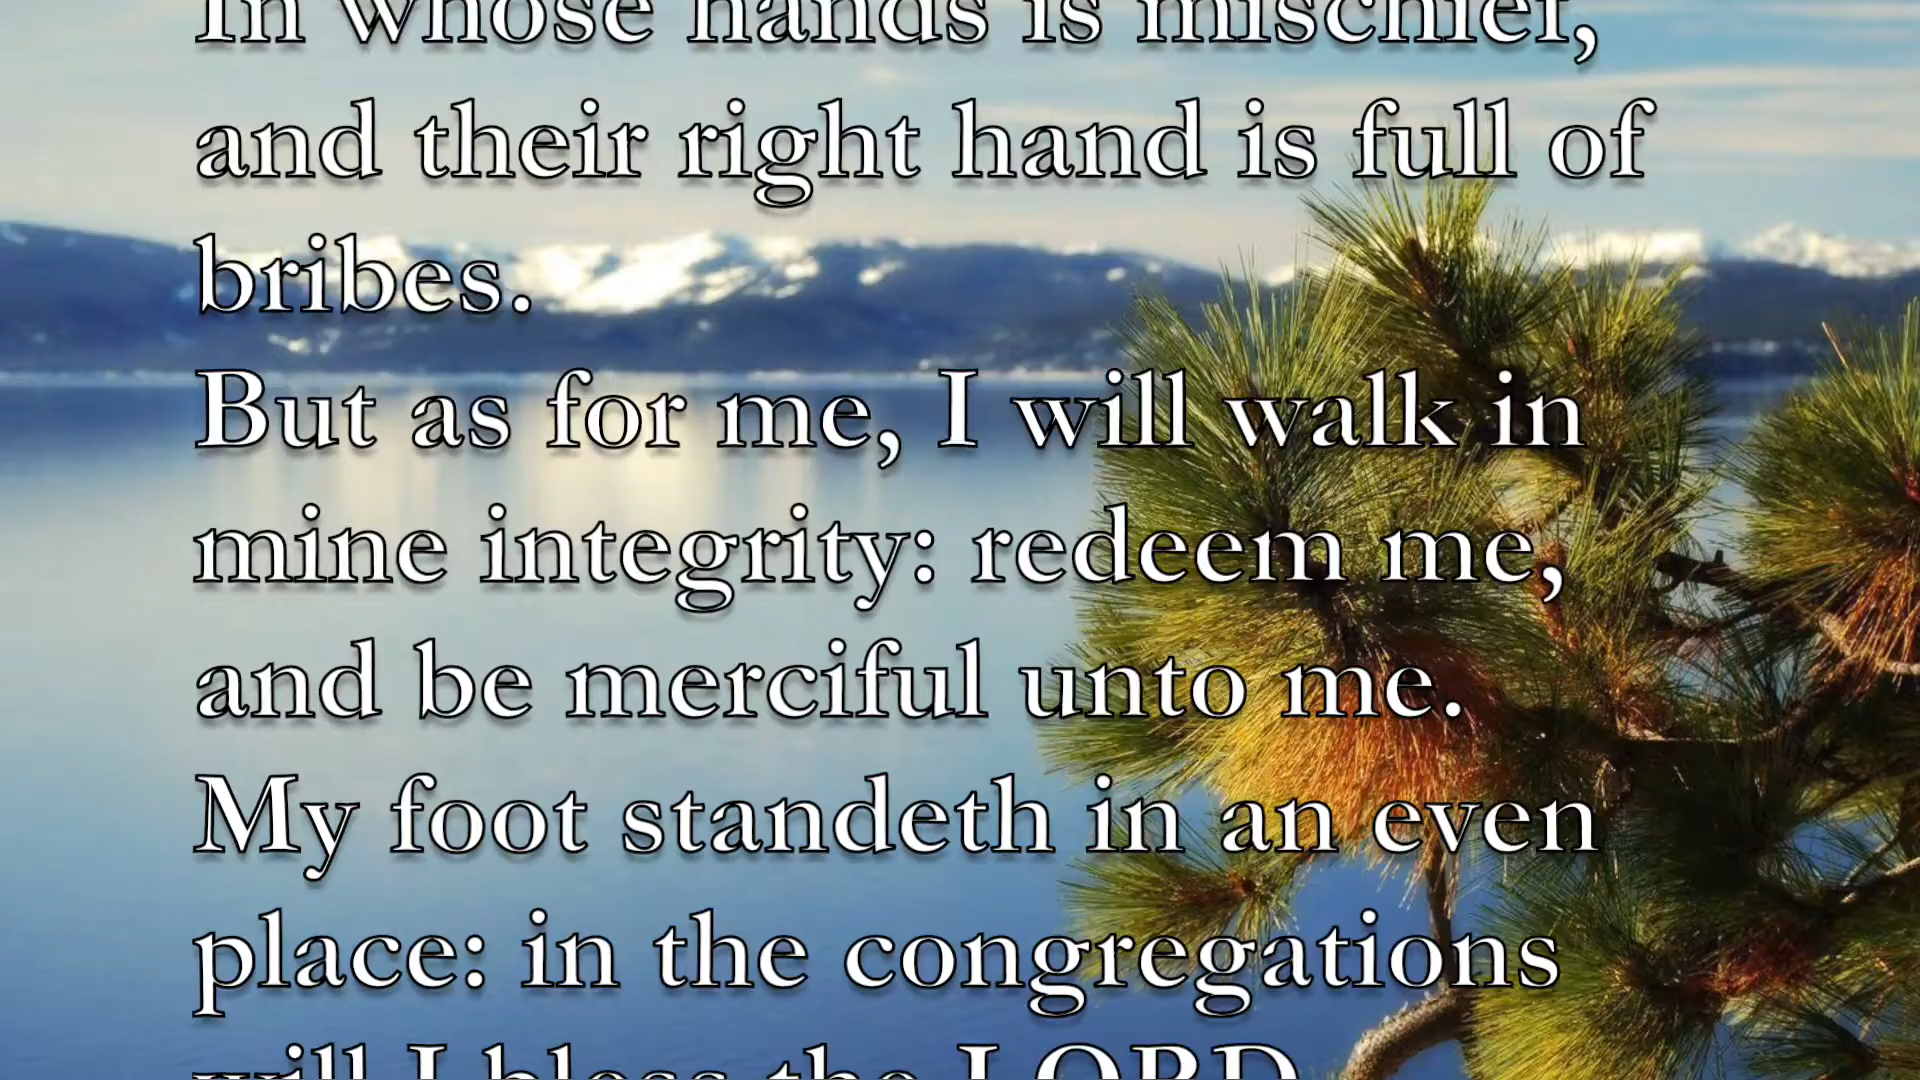 In whose hands is mischief,
and their right hand is full of
bribes.
But as for me, I will walk in
mine integrity: redeem me,
and be merciful unto me.
My foot standeth in an even
place: in the congregations
will I bless the LORD